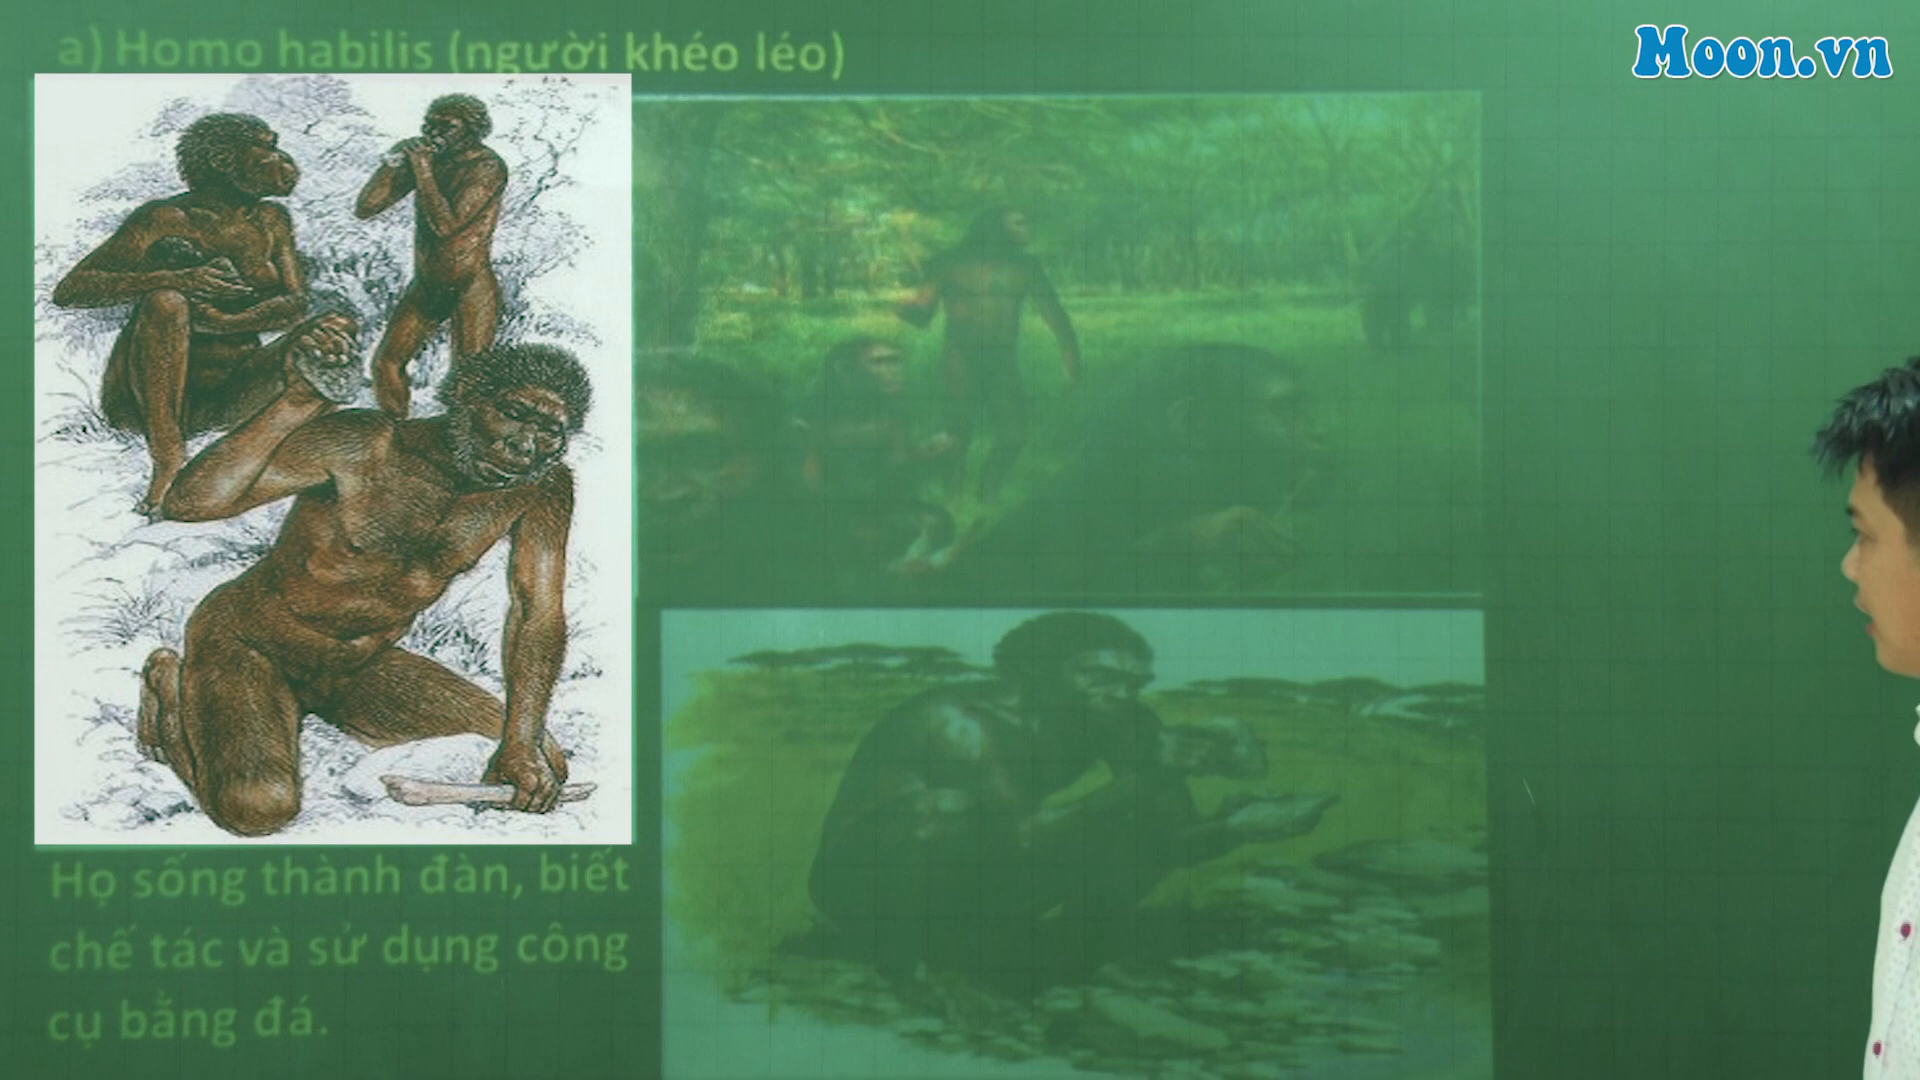 a) Homo habilis (người khéo léo)
Moon.vn
Họ sống thành đàn, biết
chế tác và sử dụng công
cụ bằng đá.